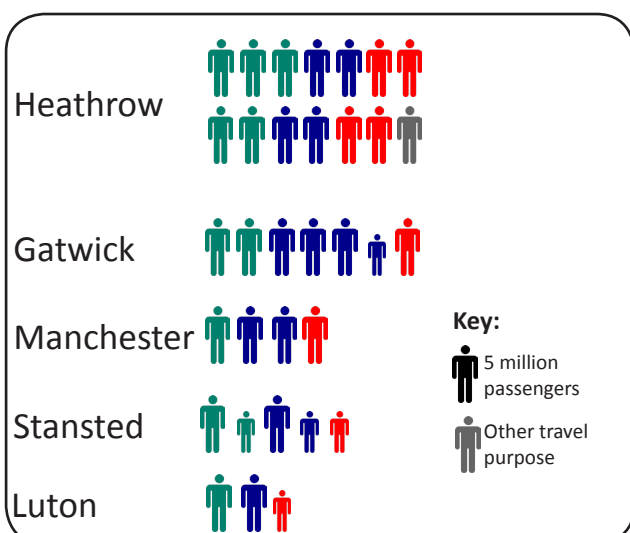 Heathrow
Gatwick
Manchester
Key:
5 million
passengers
Stansted
Other travel
purpose
Luton